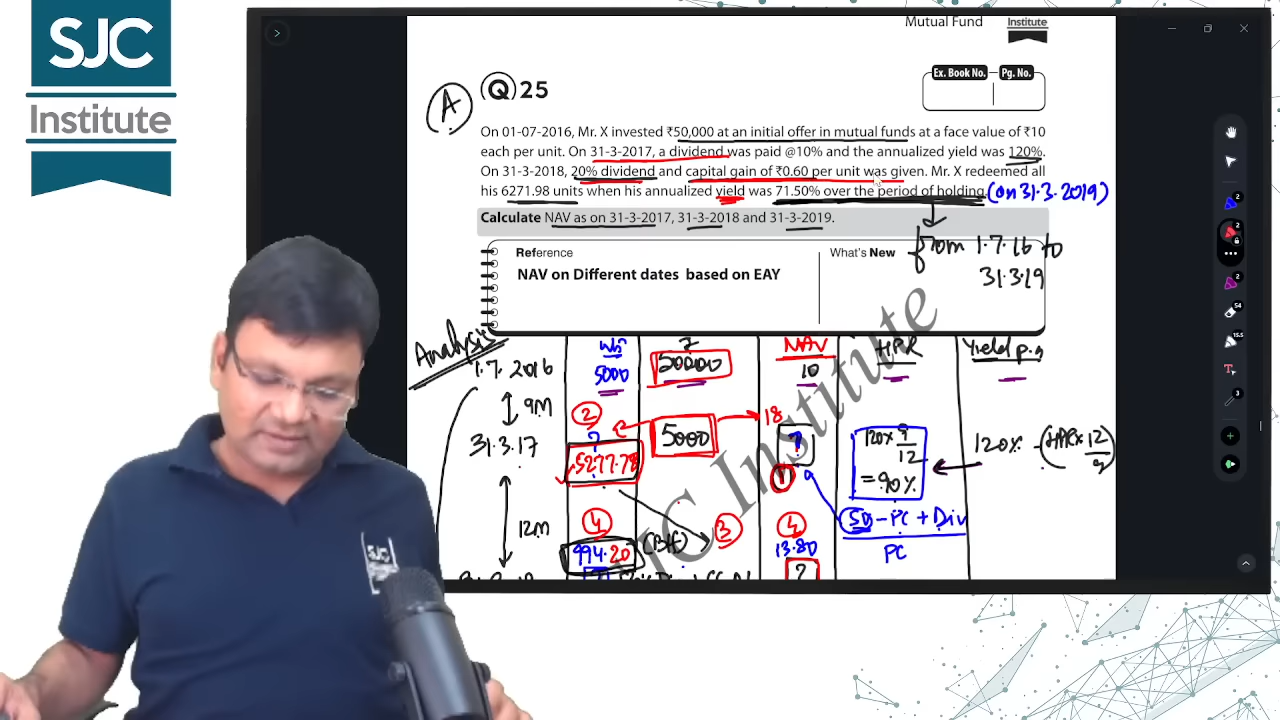 SJC
Institute
Mutual Fund
Institute
A
Q 25
Ex. Book No.
Pg. No.
On 01-07-2016, Mr. X invested ₹50,000 at an initial offer in mutual funds at a face value of ₹10
each per unit. On 31-3-2017, a dividend was paid @10% and the annualized yield was 120%.
On 31-3-2018, 20% dividend and capital gain of ₹0.60 per unit was given. Mr. X redeemed all
his 6271.98 units when his annualized yield was 71.50% over the period of holding. (on 31.3.2019)
Calculate NAV as on 31-3-2017, 31-3-2018 and 31-3-2019.
from 1.7.16 to
31.3.19
Reference
What's New
NAV on Different dates based on EAY
SJC Institute
Analysis
NAV
HPR
Yield p.a
1.7.2016
5000
50000
10
9M
2
18
31.3.17
?
5277.78
5000
?
1
120 x 9/12
= 90%
120%
(HPR x 12/9)
12M
4
994.20
(Bf)
3
4
13.80
?
50 - PC + Div
PC
SJC